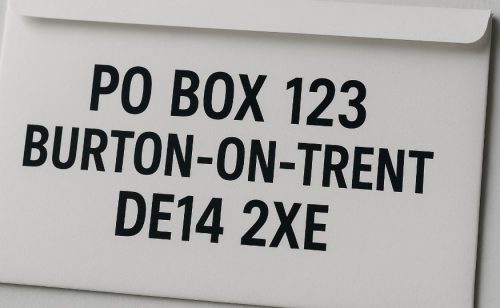 PO BOX 123
BURTON-ON-TRENT
DE14 2XE